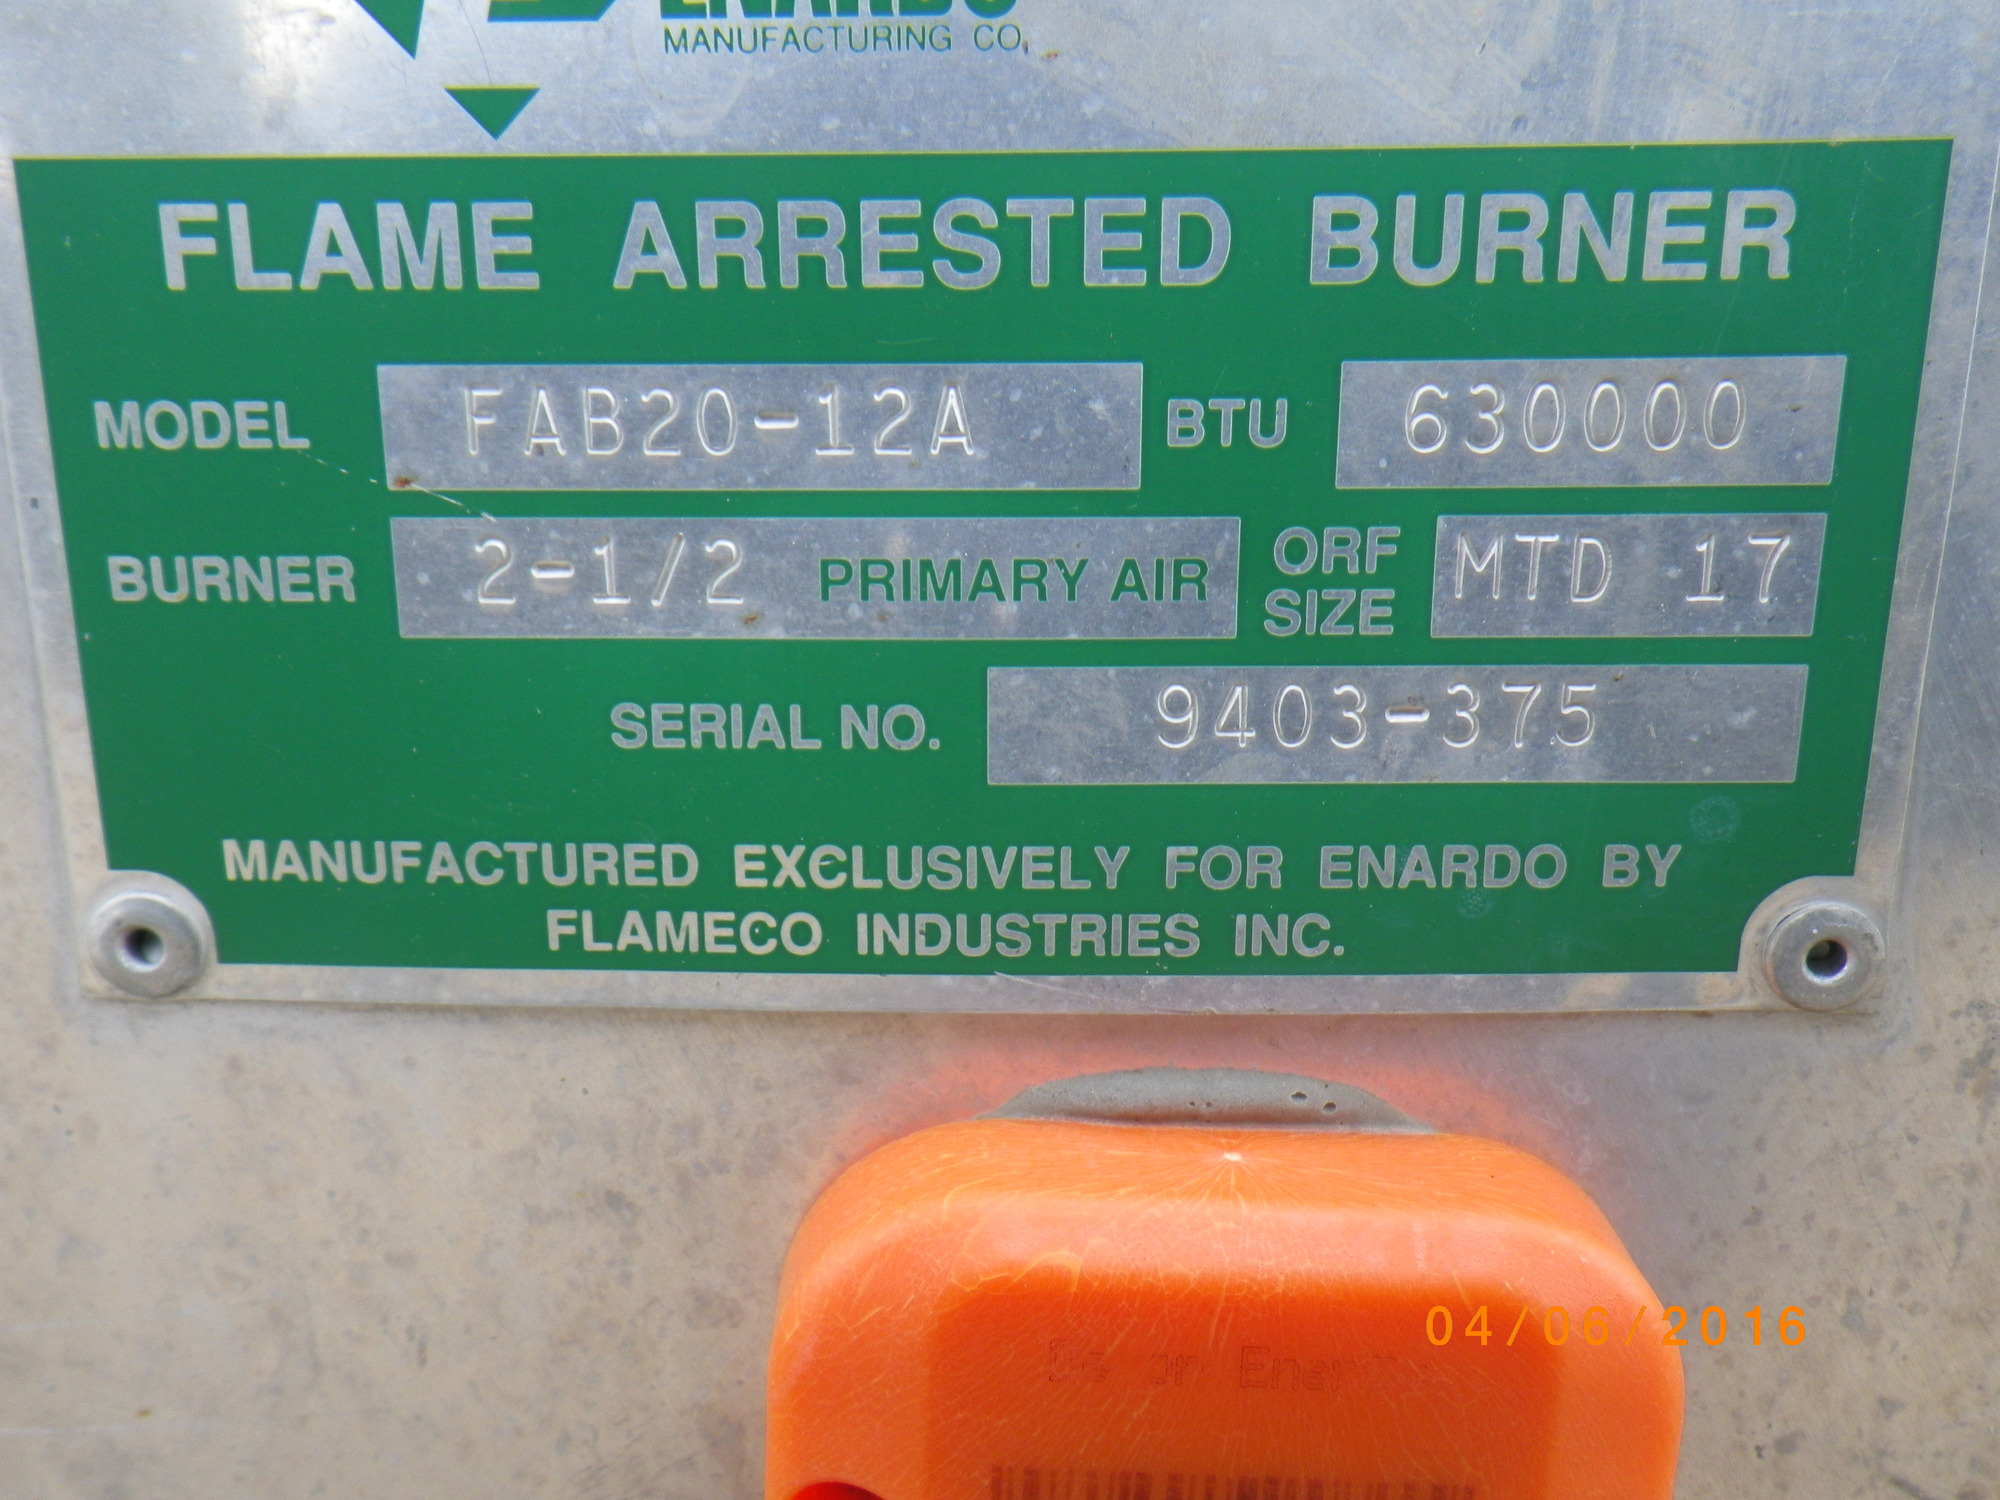 ENARDO
MANUFACTURING CO.
FLAME ARRESTED BURNER
MODEL FAB20-12A BTU 630000
BURNER 2-1/2 PRIMARY AIR ORF SIZE MTD 17
SERIAL NO. 9403-375
MANUFACTURED EXCLUSIVELY FOR ENARDO BY
FLAMECO INDUSTRIES INC.
04/06/2016